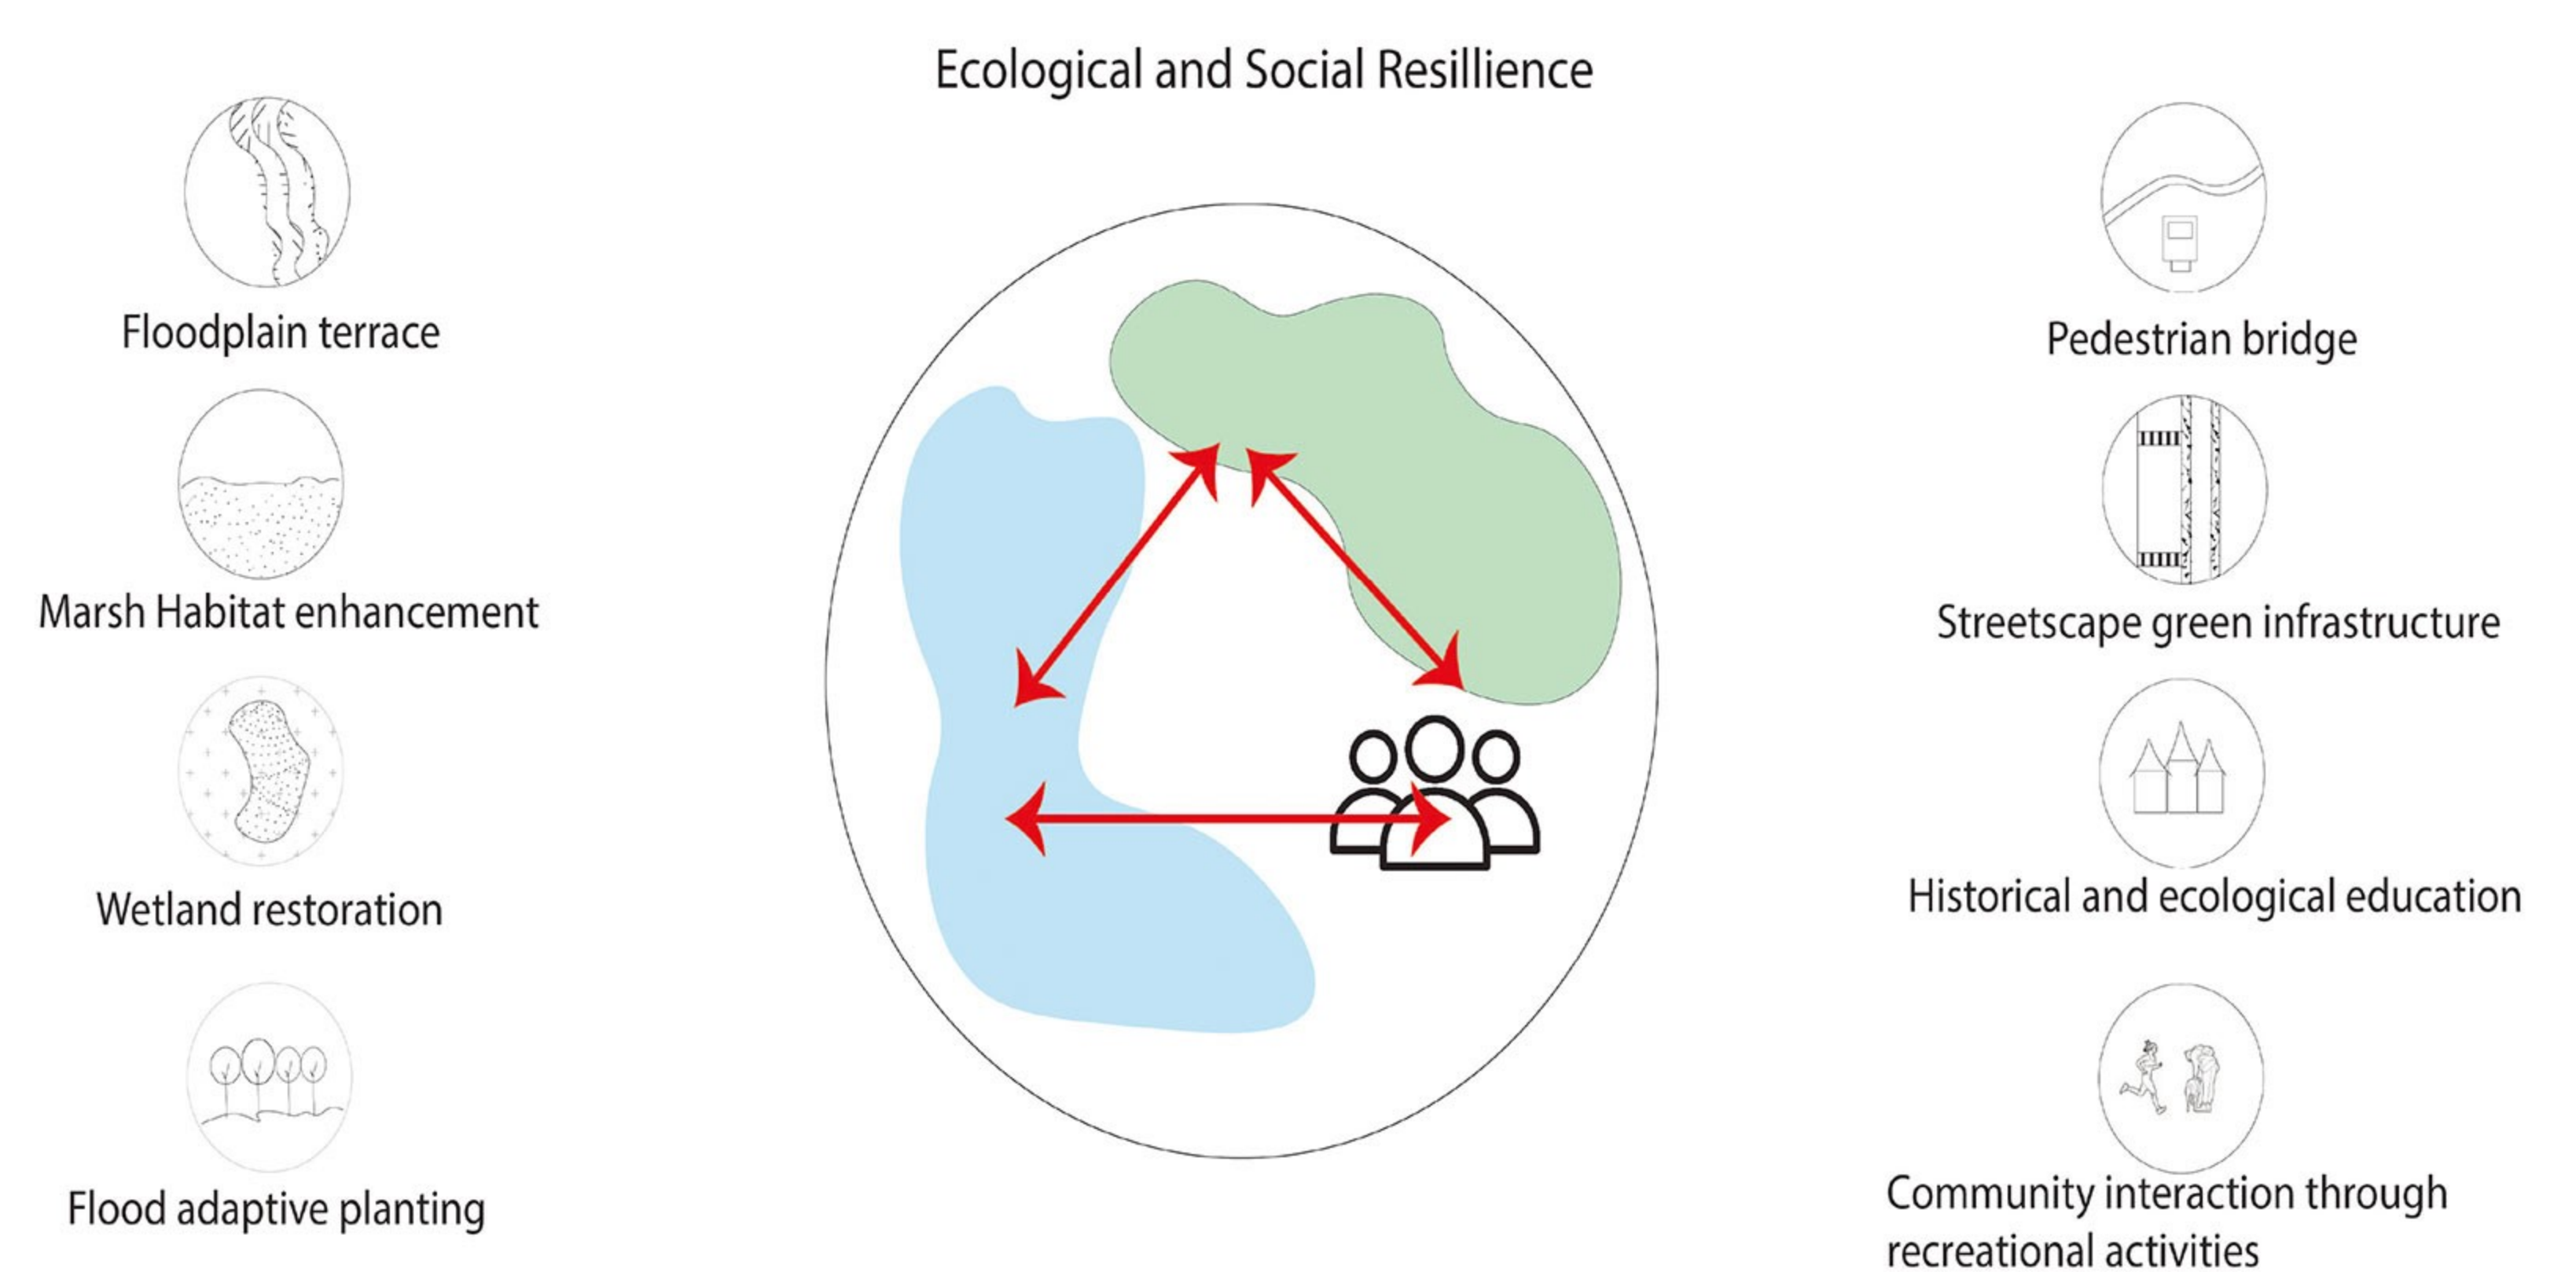 Ecological and Social Resillience
Floodplain terrace
Marsh Habitat enhancement
Wetland restoration
Flood adaptive planting
Pedestrian bridge
Streetscape green infrastructure
Historical and ecological education
Community interaction through
recreational activities